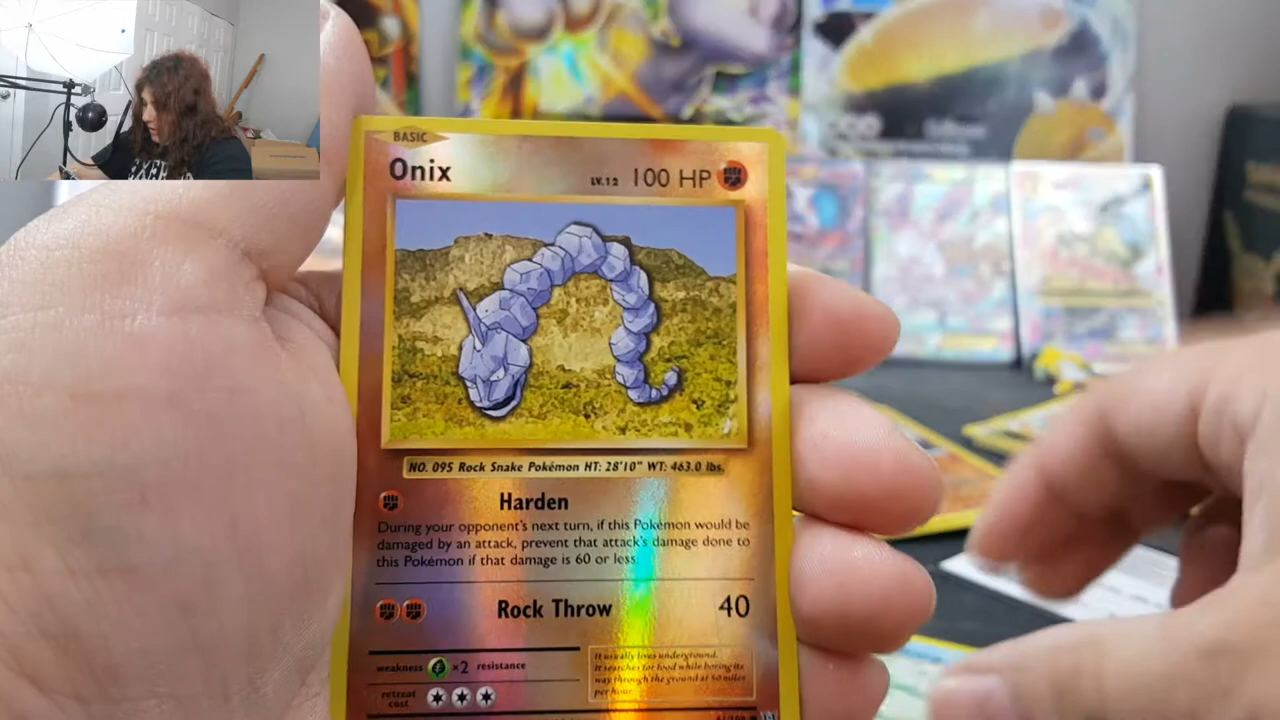 BASIC
Onix
LV.12 100 HP
NO. 095 Rock Snake Pokémon HT: 28'10" WT: 463.0 lbs.
Harden
During your opponent's next turn, if this Pokémon would be
damaged by an attack, prevent that attack's damage done to
this Pokémon if that damage is 60 or less.
Rock Throw 40
weakness ×2 resistance
retreat
cost
It usually lives underground.
It searches for food while boring its
way through the ground at 50 miles
per hour.